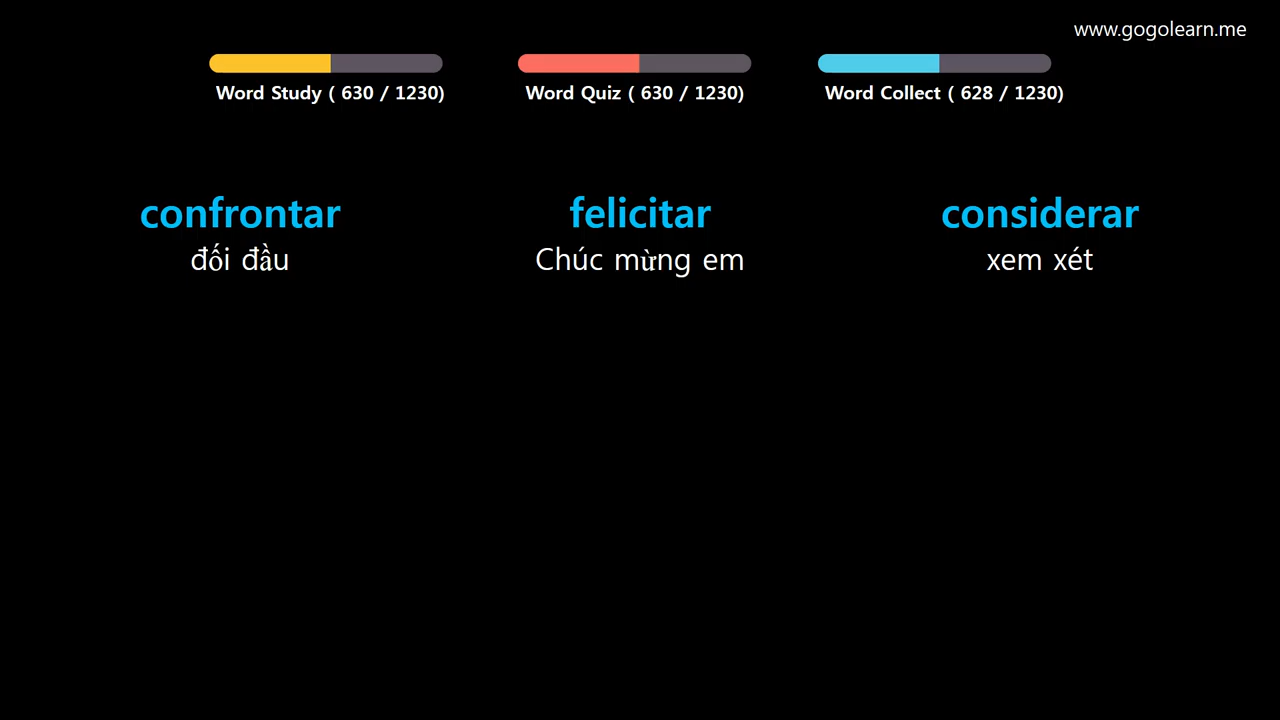 www.gogolearn.me
Word Study ( 630 / 1230)
Word Quiz ( 630 / 1230)
Word Collect ( 628 / 1230)
confrontar
đối đầu
felicitar
Chúc mừng em
considerar
xem xét